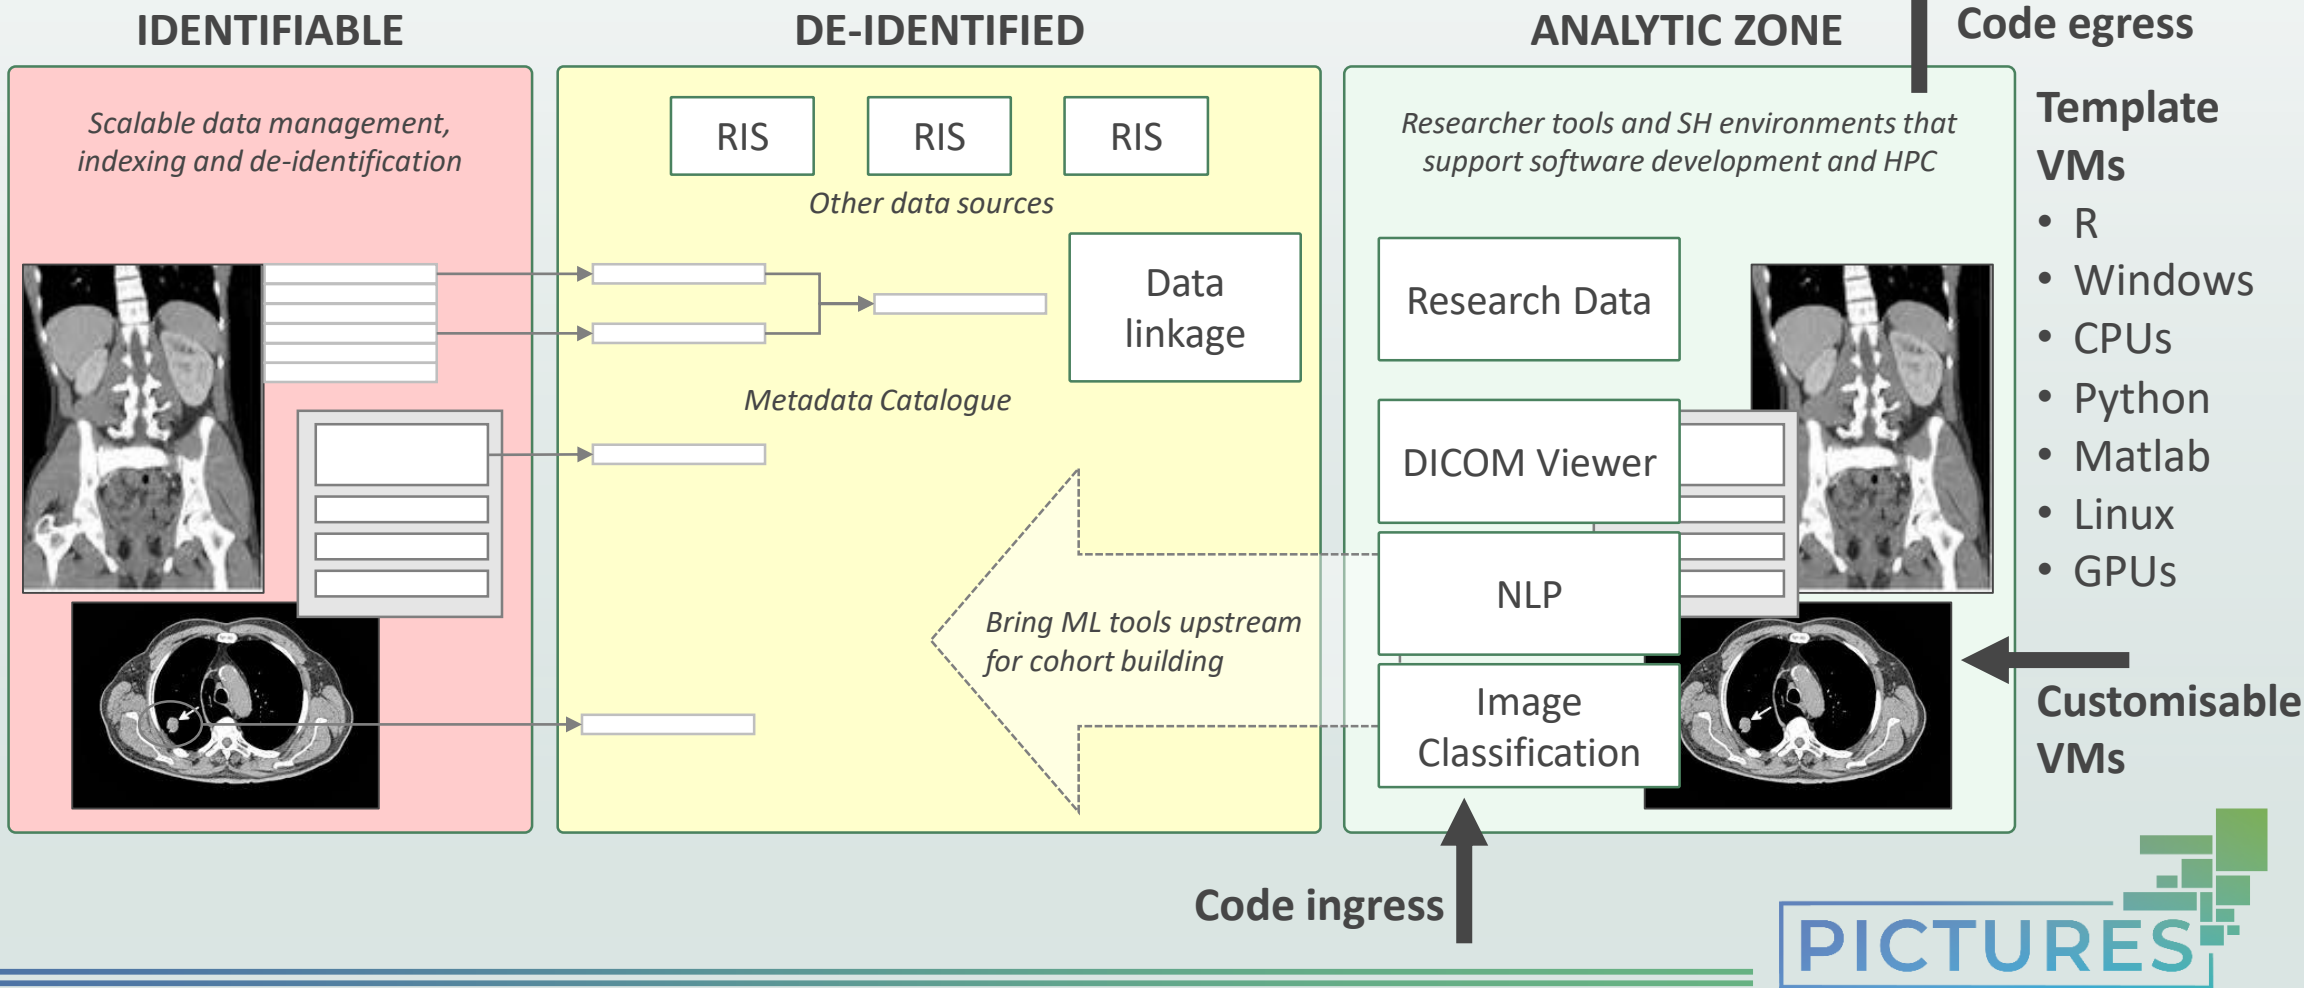 IDENTIFIABLE
DE-IDENTIFIED
ANALYTIC ZONE
Code egress
Scalable data management,
indexing and de-identification
RIS
RIS
RIS
Other data sources
Data
linkage
Metadata Catalogue
Bring ML tools upstream
for cohort building
Researcher tools and SH environments that
support software development and HPC
Research Data
DICOM Viewer
NLP
Image
Classification
Template
VMs
• R
• Windows
• CPUs
• Python
• Matlab
• Linux
• GPUs
Customisable
VMs
Code ingress
PICTURES